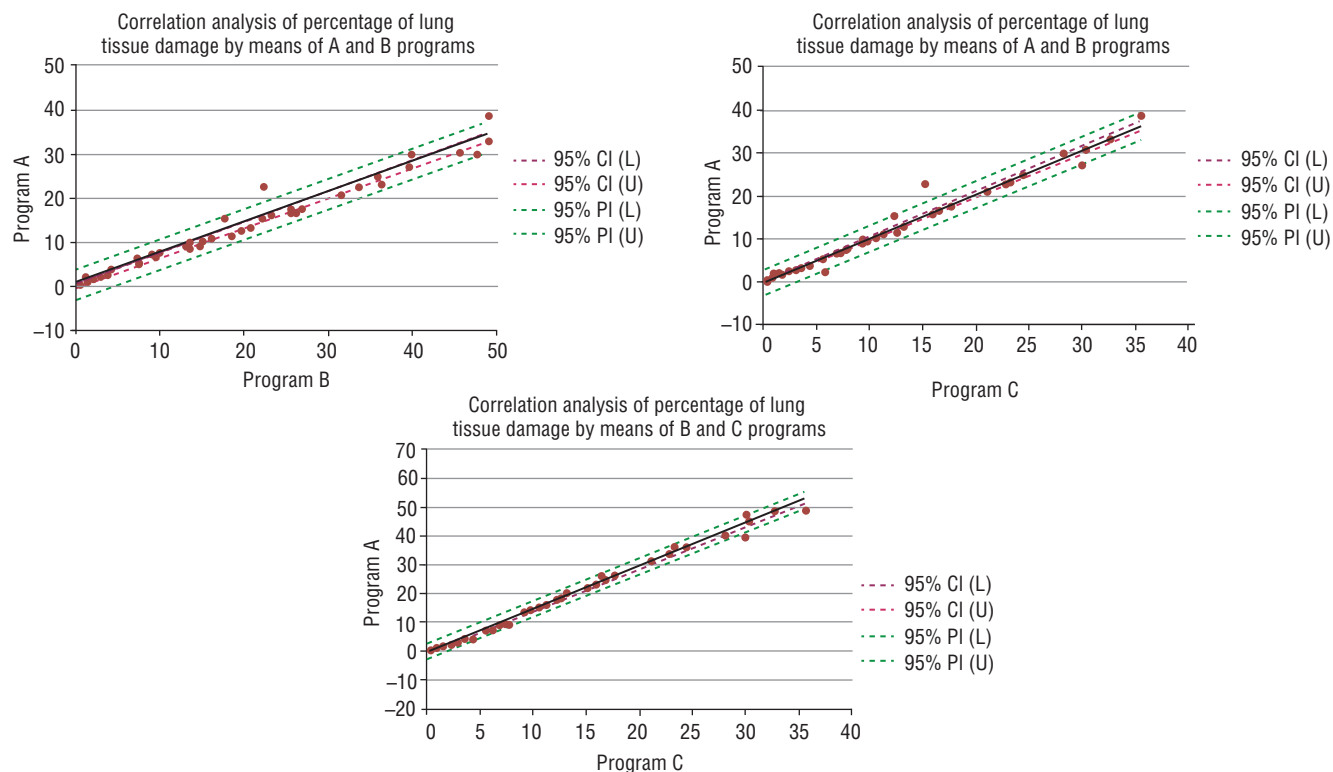 Correlation analysis of percentage of lung
tissue damage by means of A and B programs
50
40
30
20
10
0
–10
Program A
0 10 20 30 40 50
Program B
95% CI (L)
95% CI (U)
95% PI (L)
95% PI (U)
Correlation analysis of percentage of lung
tissue damage by means of A and B programs
50
40
30
20
10
0
–10
Program A
0 5 10 15 20 25 30 35 40
Program C
95% CI (L)
95% CI (U)
95% PI (L)
95% PI (U)
Correlation analysis of percentage of lung
tissue damage by means of B and C programs
70
60
50
40
30
20
10
0
–10
–20
Program A
0 5 10 15 20 25 30 35 40
Program C
95% CI (L)
95% CI (U)
95% PI (L)
95% PI (U)